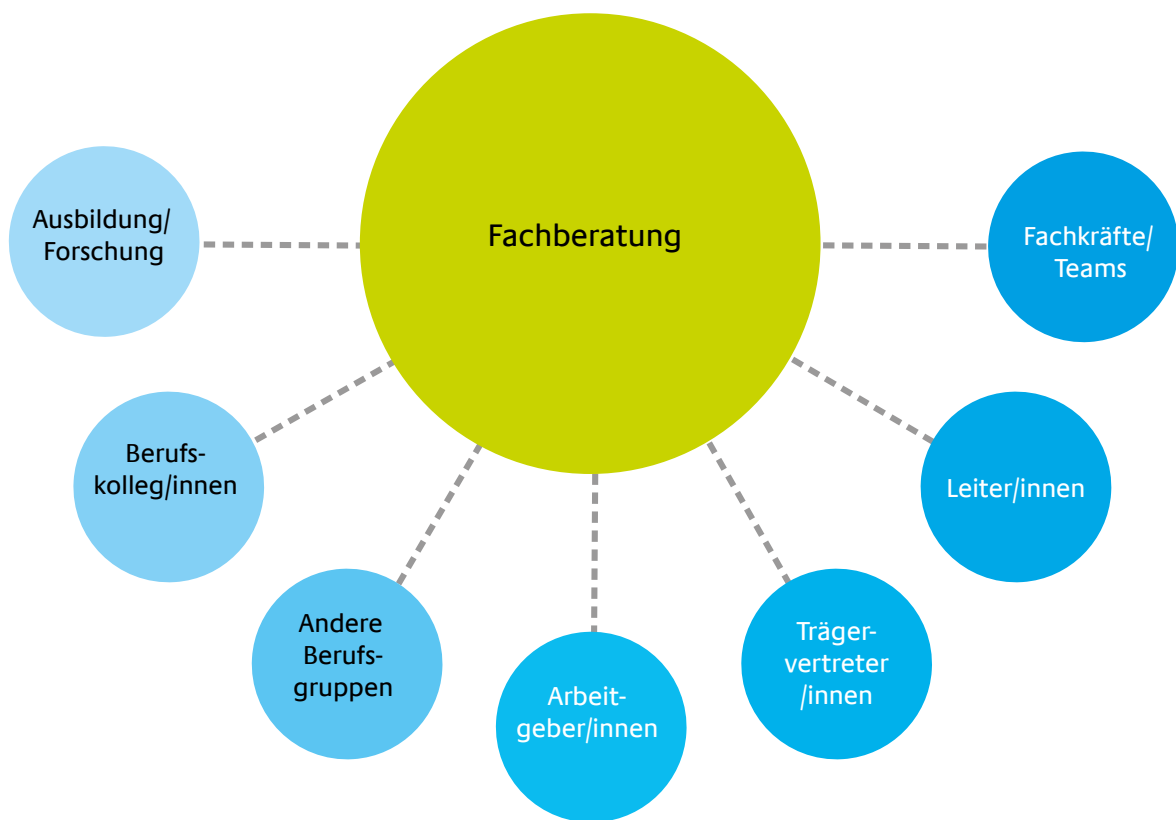 Fachberatung
Ausbildung/
Forschung
Berufs-
kolleg/innen
Andere
Berufs-
gruppen
Arbeit-
geber/innen
Träger-
vertreter
/innen
Leiter/innen
Fachkräfte/
Teams